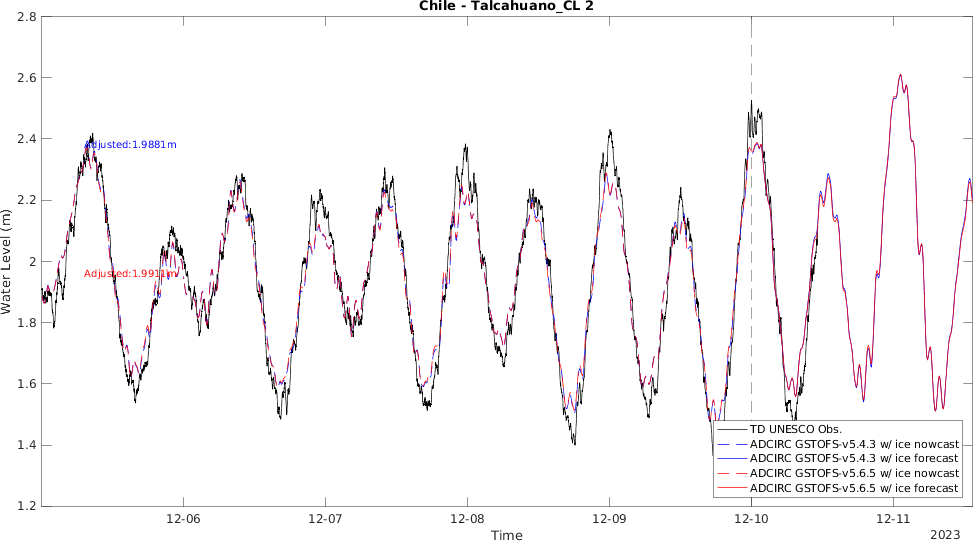 Chile - Talcahuano_CL 2
2.8
2.6
2.4
2.2
2
1.8
1.6
1.4
1.2
Water Level (m)
Adjusted:1.9881m
Adjusted:1.9911m
TD UNESCO Obs.
ADCIRC GSTOFS-v5.4.3 w/ ice nowcast
ADCIRC GSTOFS-v5.4.3 w/ ice forecast
ADCIRC GSTOFS-v5.6.5 w/ ice nowcast
ADCIRC GSTOFS-v5.6.5 w/ ice forecast
12-06
12-07
12-08
12-09
12-10
12-11
Time
2023